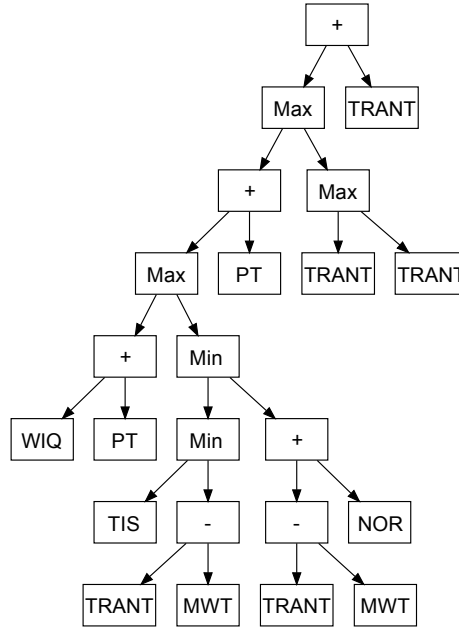 +
Max TRANT
+ Max
Max PT TRANT TRANT
+ Min
WIQ PT Min +
TIS - - NOR
TRANT MWT TRANT MWT